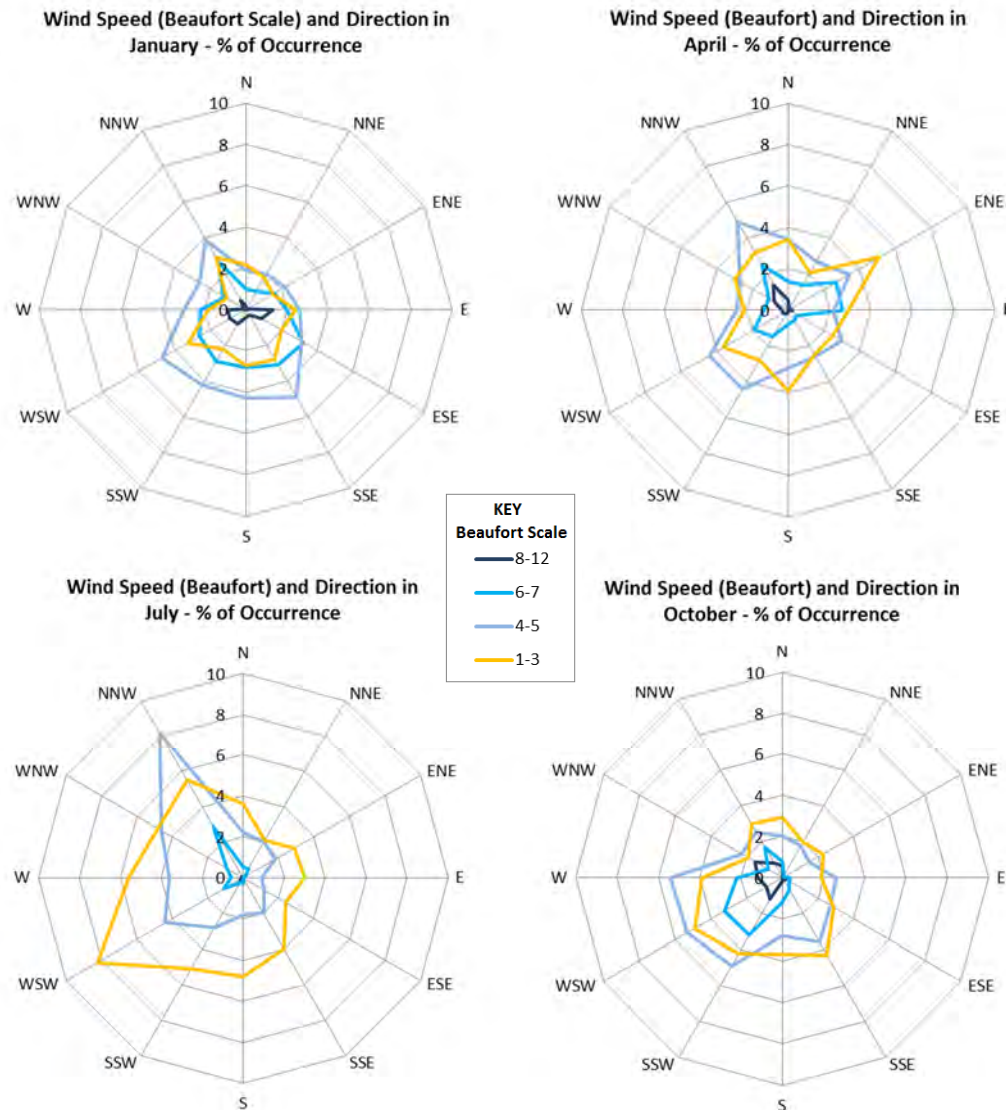 Wind Speed (Beaufort Scale) and Direction in
January - % of Occurrence
N
NNE
ENE
E
ESE
SSE
S
SSW
WSW
W
WNW
NNW
10
8
6
4
2
0
Wind Speed (Beaufort) and Direction in
April - % of Occurrence
N
NNE
ENE
E
ESE
SSE
S
SSW
WSW
W
WNW
NNW
10
8
6
4
2
0
KEY
Beaufort Scale
8-12
6-7
4-5
1-3
Wind Speed (Beaufort) and Direction in
July - % of Occurrence
N
NNE
ENE
E
ESE
SSE
S
SSW
WSW
W
WNW
NNW
10
8
6
4
2
0
Wind Speed (Beaufort) and Direction in
October - % of Occurrence
N
NNE
ENE
E
ESE
SSE
S
SSW
WSW
W
WNW
NNW
10
8
6
4
2
0